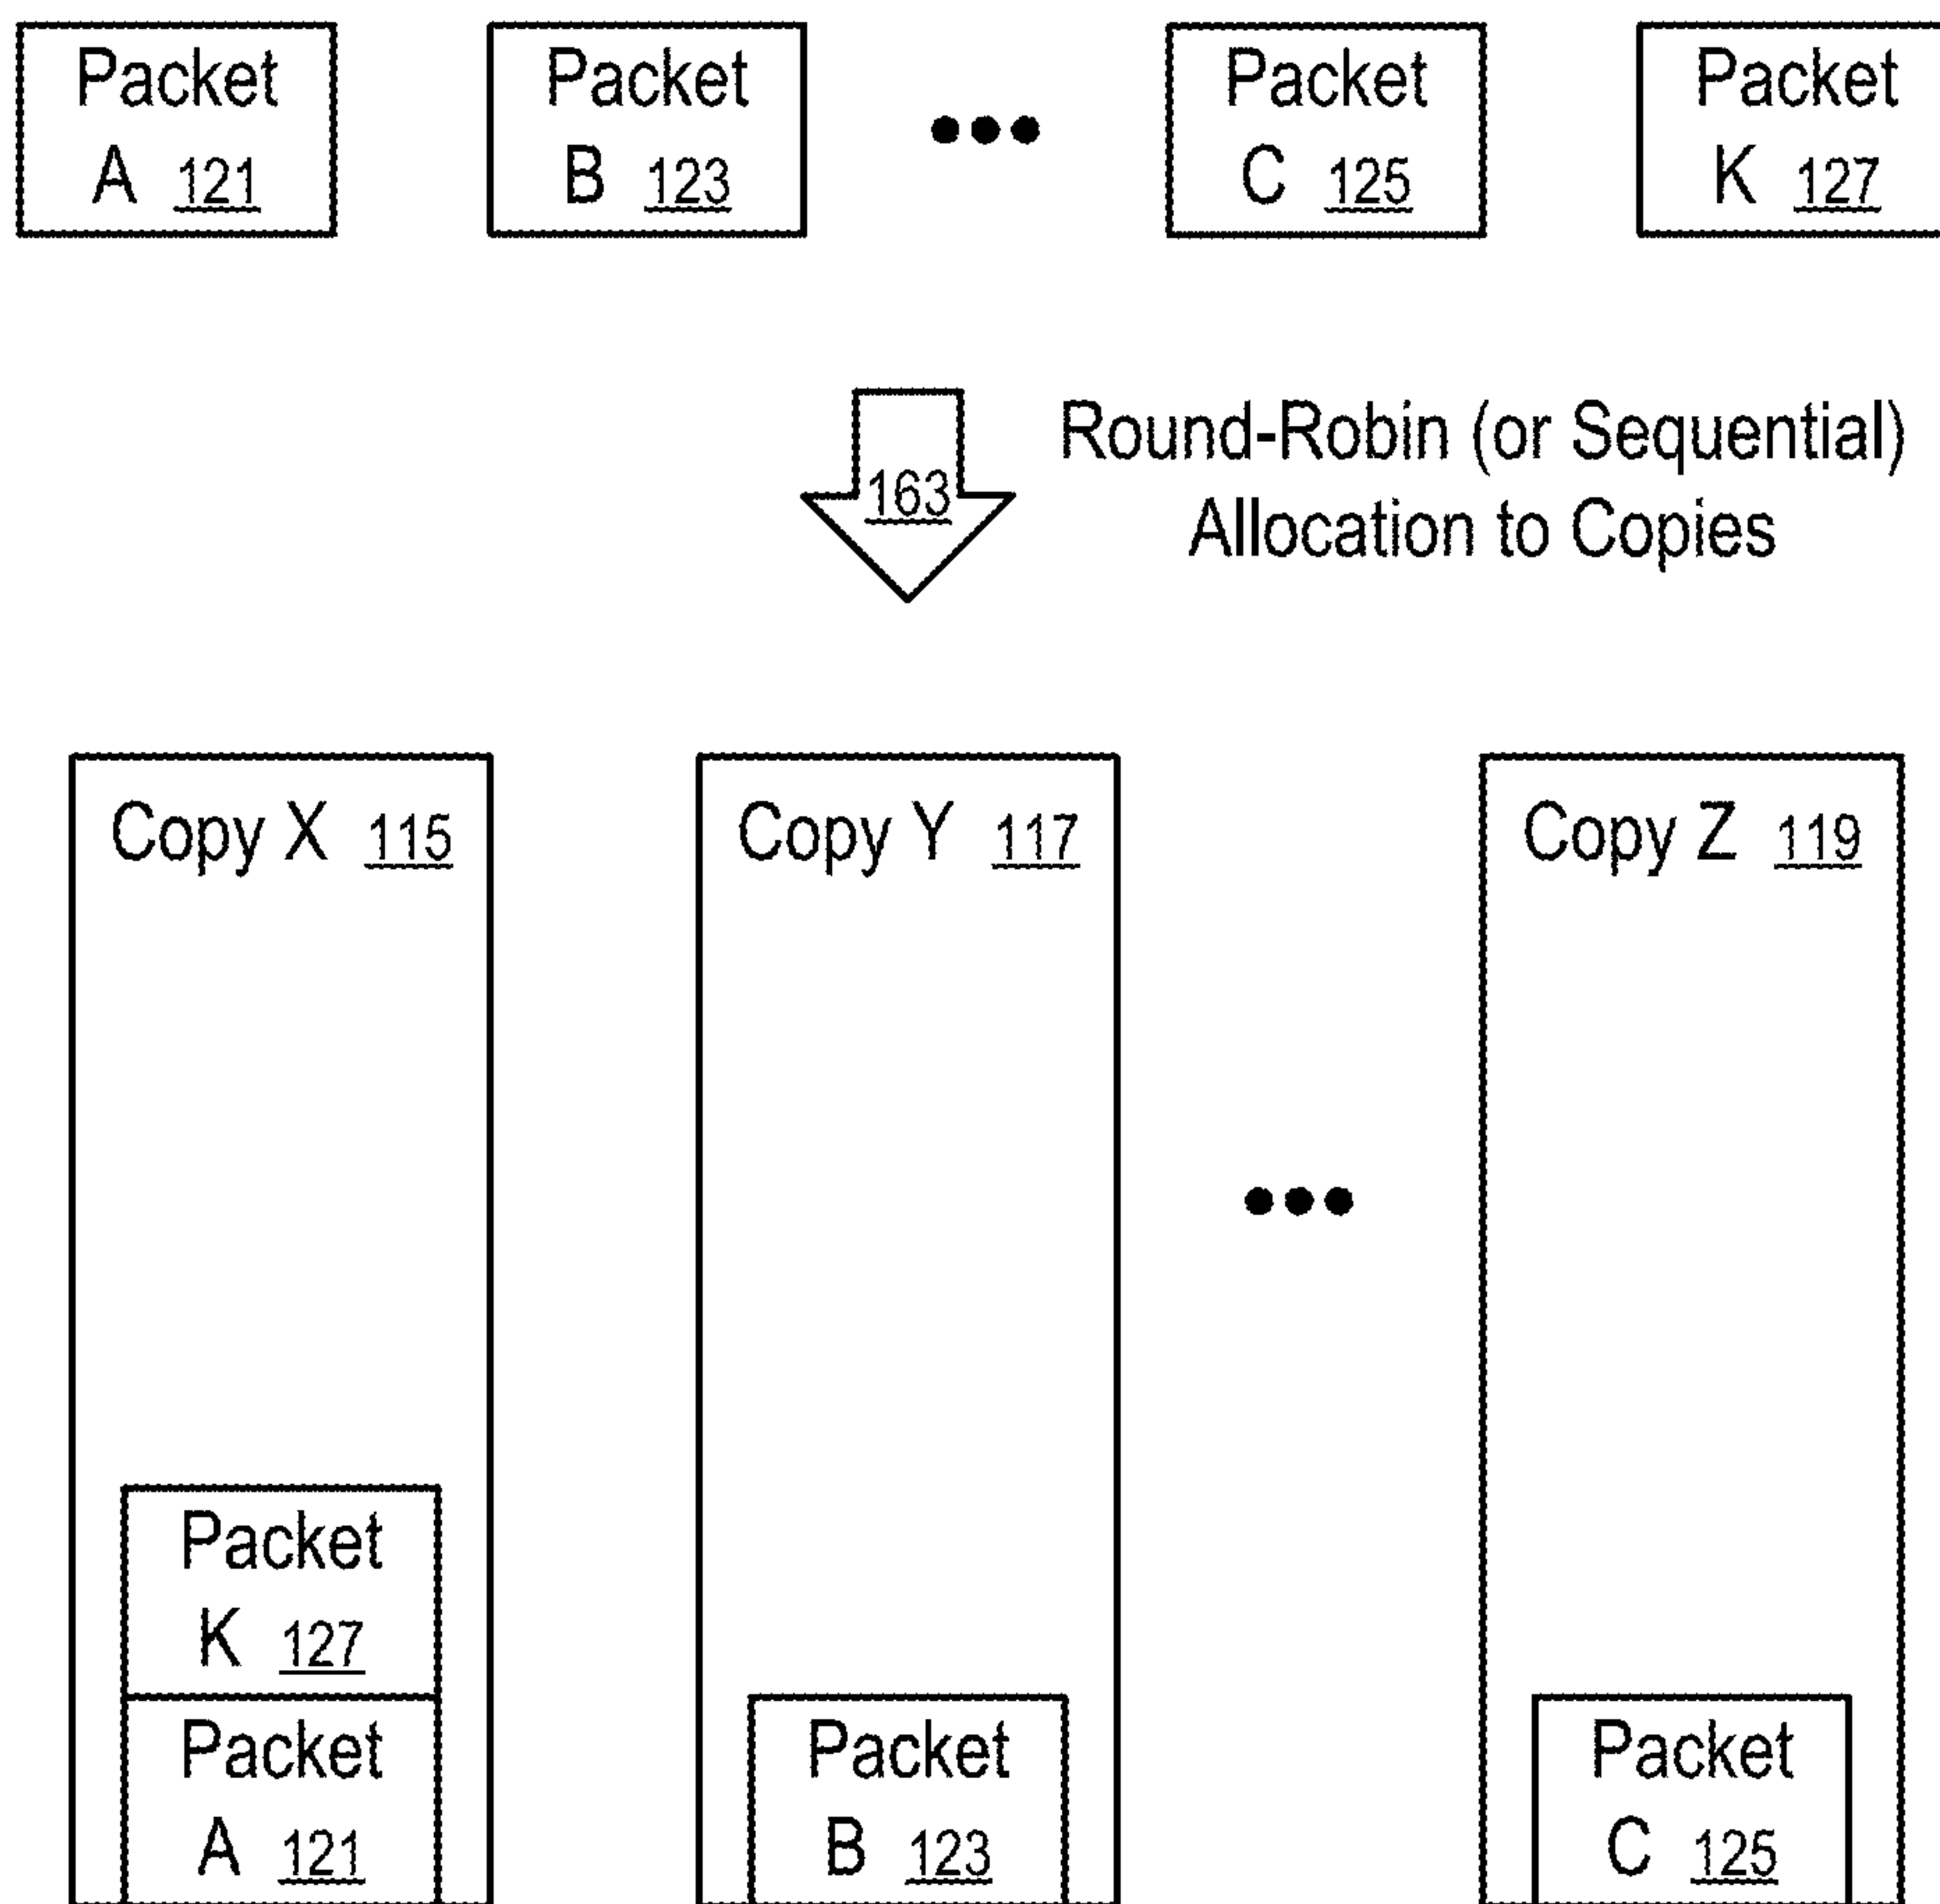 Packet
A 121
Packet
B 123
Packet
C 125
Packet
K 127
163
Round-Robin (or Sequential)
Allocation to Copies
Copy X 115
Packet
K 127
Packet
A 121
Copy Y 117
Packet
B 123
Copy Z 119
Packet
C 125